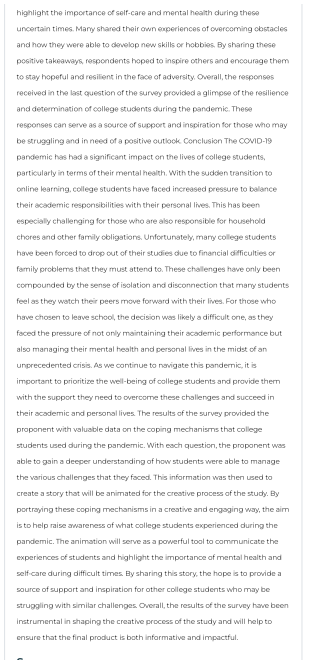 highlight the importance of self-care and mental health during these
uncertain times. Many shared their own experiences of overcoming obstacles
and how they were able to develop new skills or hobbies. By sharing these
positive takeaways, respondents hoped to inspire others and encourage them
to stay hopeful and resilient in the face of adversity. Overall, the responses
received in the last question of the survey provided a glimpse of the resilience
and determination of college students during the pandemic. These
responses can serve as a source of support and inspiration for those who may
be struggling and in need of a positive outlook. Conclusion The COVID-19
pandemic has had a significant impact on the lives of college students,
particularly in terms of their mental health. With the sudden transition to
online learning, college students have faced increased pressure to balance
their academic responsibilities with their personal lives. This has been
especially challenging for those who are also responsible for household
chores and other family obligations. Unfortunately, many college students
have been forced to drop out of their studies due to financial difficulties or
family problems that they must attend to. These challenges have only been
compounded by the sense of isolation and disconnection that many students
feel as they watch their peers move forward with their lives. For those who
have chosen to leave school, the decision was likely a difficult one, as they
faced the pressure of not only maintaining their academic performance but
also managing their mental health and personal lives in the midst of an
unprecedented crisis. As we continue to navigate this pandemic, it is
important to prioritize the well-being of college students and provide them
with the support they need to overcome these challenges and succeed in
their academic and personal lives. The results of the survey provided the
proponent with valuable data on the coping mechanisms that college
students used during the pandemic. With each question, the proponent was
able to gain a deeper understanding of how students were able to manage
the various challenges that they faced. This information was then used to
create a story that will be animated for the creative process of the study. By
portraying these coping mechanisms in a creative and engaging way, the aim
is to help raise awareness of what college students experienced during the
pandemic. The animation will serve as a powerful tool to communicate the
experiences of students and highlight the importance of mental health and
self-care during difficult times. By sharing this story, the hope is to provide a
source of support and inspiration for other college students who may be
struggling with similar challenges. Overall, the results of the survey have been
instrumental in shaping the creative process of the study and will help to
ensure that the final product is both informative and impactful.